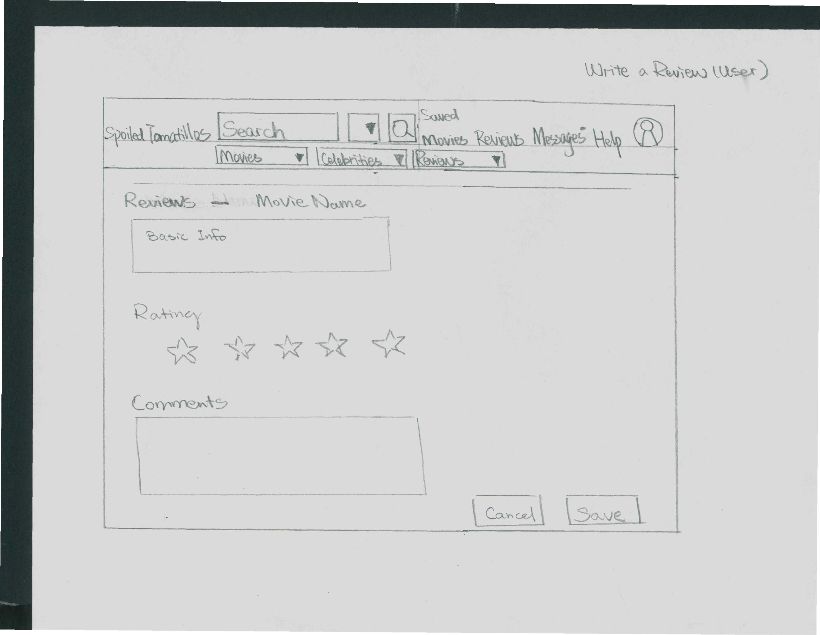 Write a Review (User)
Saved
Spoiled Tomatillos Search Movies Reviews Messages Help
Movies Celebrities Reviews
Reviews — Movie Name
Basic Info
Rating
Comments
Cancel Save